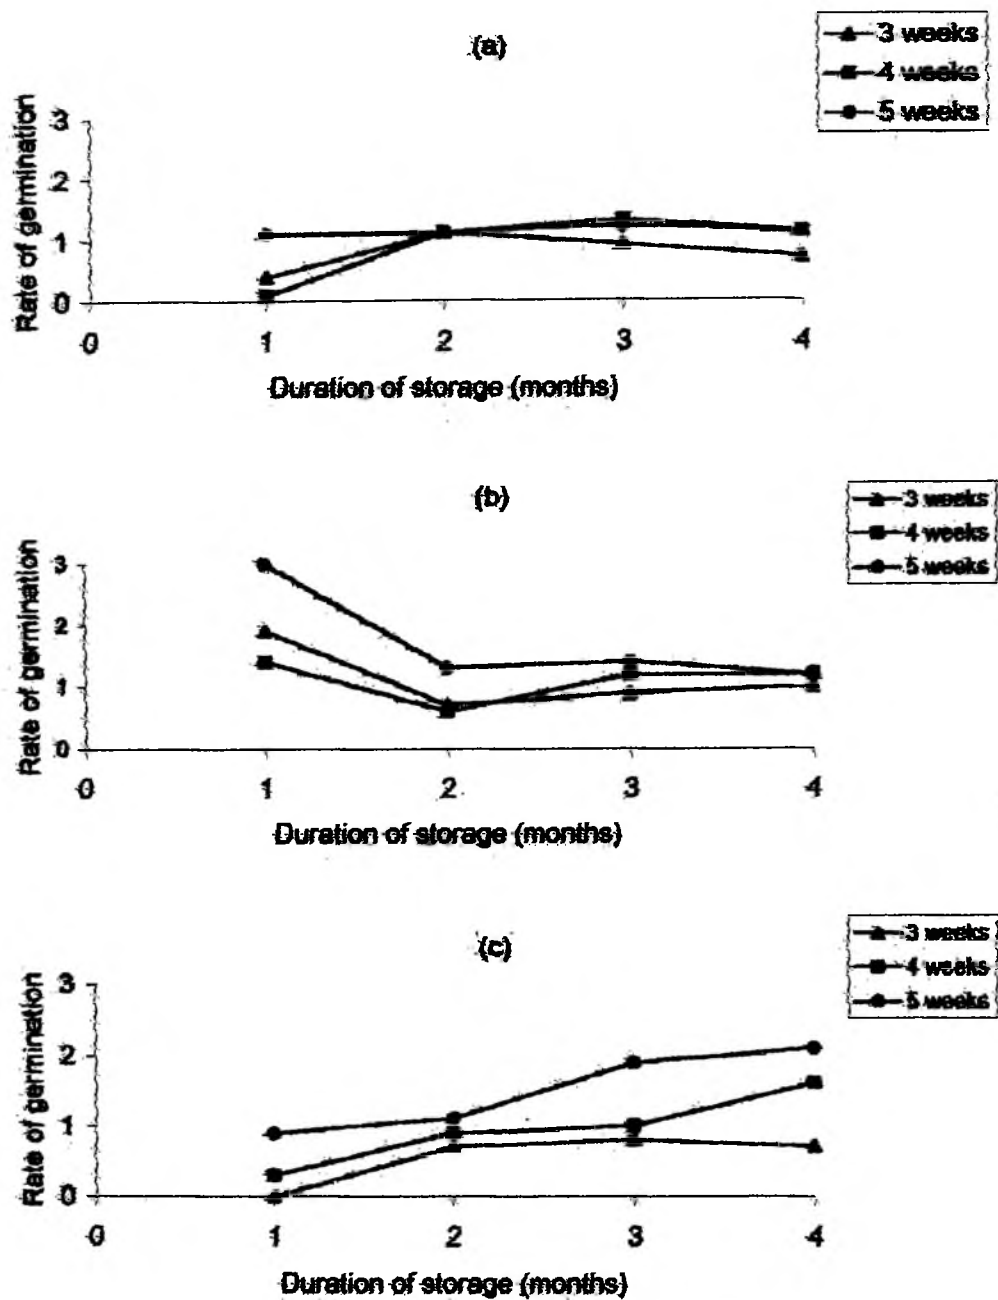 (a)
3 weeks
4 weeks
5 weeks
Rate of germination
3
2
1
0
0 1 2 3 4
Duration of storage (months)
(b)
3 weeks
4 weeks
5 weeks
Rate of germination
3
2
1
0
0 1 2 3 4
Duration of storage (months)
(c)
3 weeks
4 weeks
5 weeks
Rate of germination
3
2
1
0
0 1 2 3 4
Duration of storage (months)